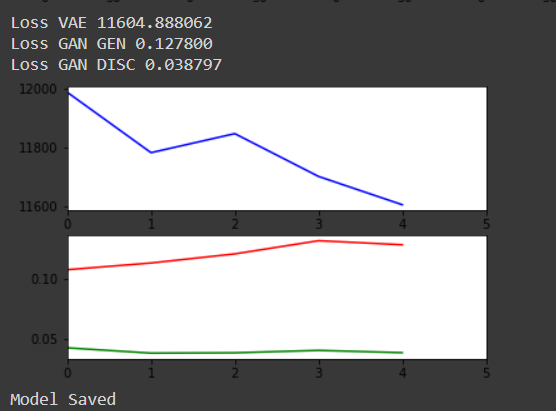 Loss VAE 11604.888062
Loss GAN GEN 0.127800
Loss GAN DISC 0.038797
12000
11800
11600
0 1 2 3 4 5
0.10
0.05
0 1 2 3 4 5
Model Saved